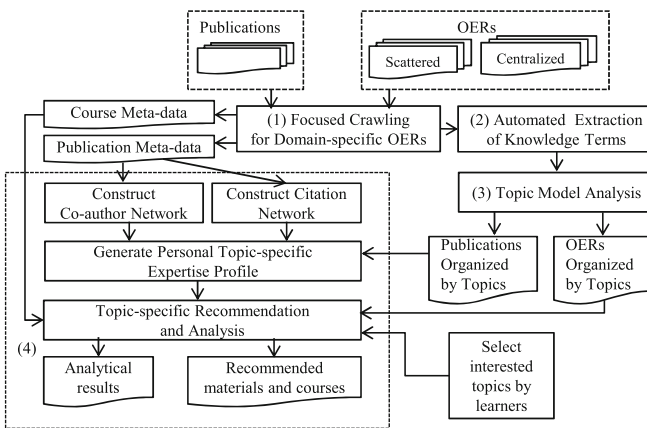 Publications
OERs
Scattered
Centralized
Course Meta-data
(1) Focused Crawling
for Domain-specific OERs
(2) Automated Extraction
of Knowledge Terms
Publication Meta-data
(3) Topic Model Analysis
Construct
Co-author Network
Construct Citation
Network
Publications
Organized
by Topics
OERs
Organized
by Topics
Generate Personal Topic-specific
Expertise Profile
Topic-specific Recommendation
and Analysis
(4)
Analytical
results
Recommended
materials and courses
Select
interested
topics by
learners